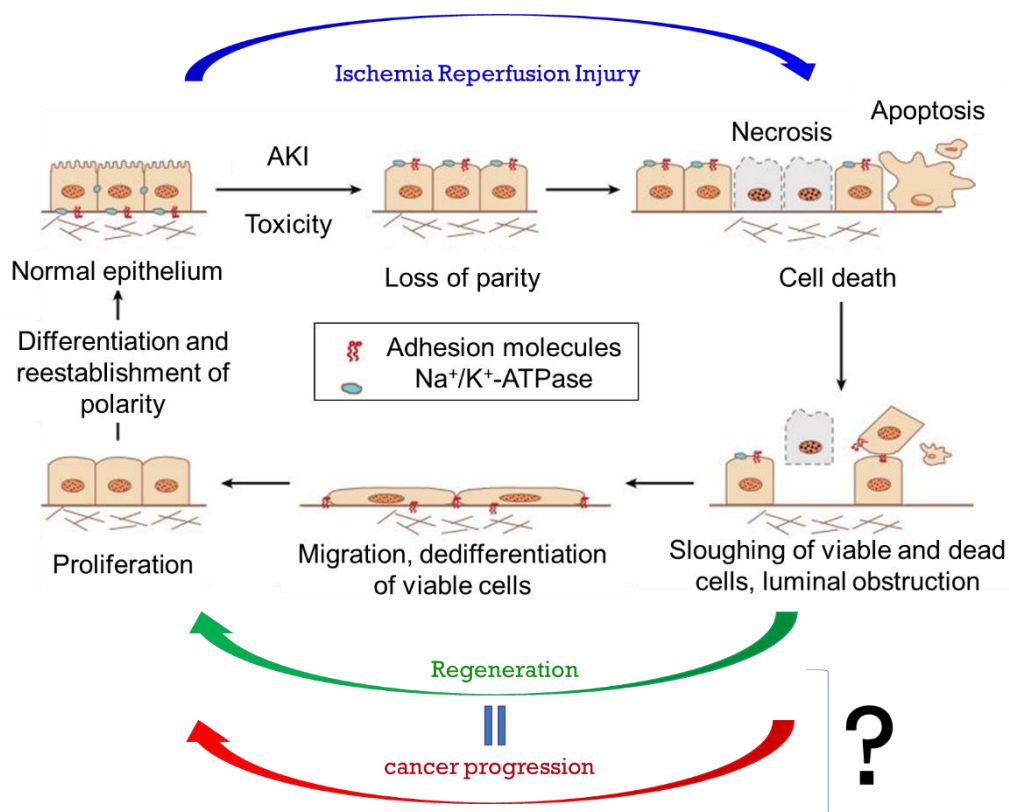 Ischemia Reperfusion Injury
Apoptosis
Necrosis
AKI
Toxicity
Normal epithelium
Loss of parity
Cell death
Differentiation and
reestablishment of
polarity
Adhesion molecules
Na⁺/K⁺-ATPase
Proliferation
Migration, dedifferentiation
of viable cells
Sloughing of viable and dead
cells, luminal obstruction
Regeneration
cancer progression
?